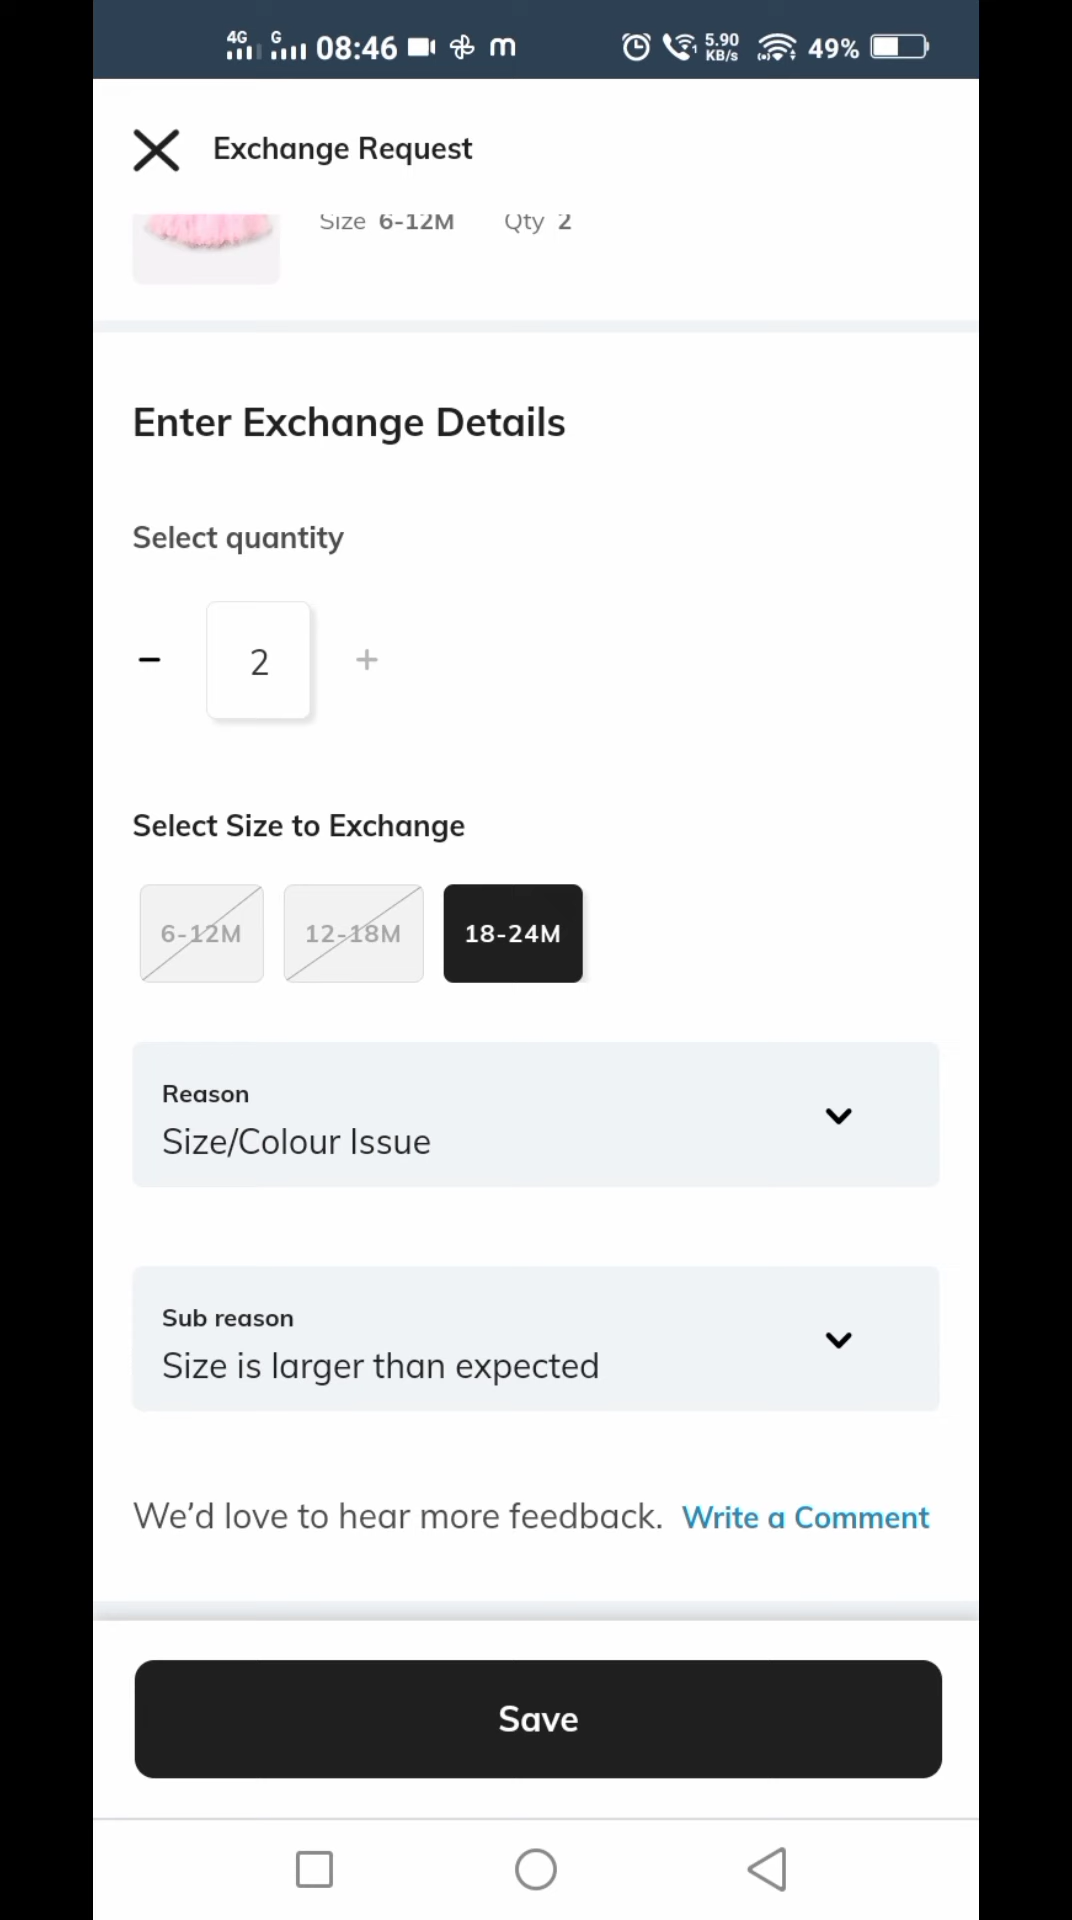 4G G 08:46 m 5.90 KB/s 49%
Exchange Request
Size 6-12M Qty 2
Enter Exchange Details
Select quantity
− 2 +
Select Size to Exchange
6-12M 12-18M 18-24M
Reason
Size/Colour Issue
Sub reason
Size is larger than expected
We'd love to hear more feedback. Write a Comment
Save